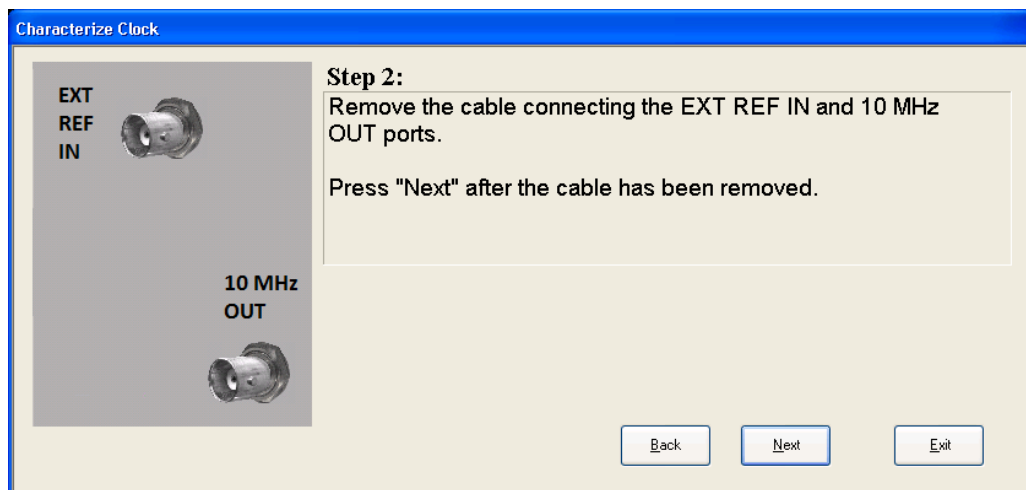 Characterize Clock
EXT
REF
IN
10 MHz
OUT
Step 2:
Remove the cable connecting the EXT REF IN and 10 MHz
OUT ports.
Press "Next" after the cable has been removed.
Back
Next
Exit